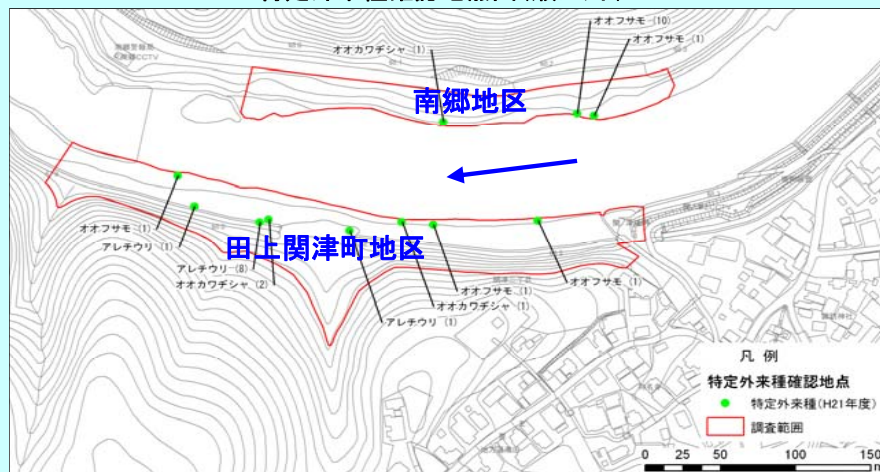 オオフサモ (10)
オオカワヂシャ (1)
オオフサモ (1)
南郷地区
オオフサモ (1)
アレチウリ (1)
田上関津町地区
アレチウリ (8)
オオカワヂシャ (2)
アレチウリ (1)
オオフサモ (1)
オオカワヂシャ (1)
オオフサモ (1)
凡 例
特定外来種確認地点
特定外来種(H21年度)
調査範囲
0 25 50 100 150
m